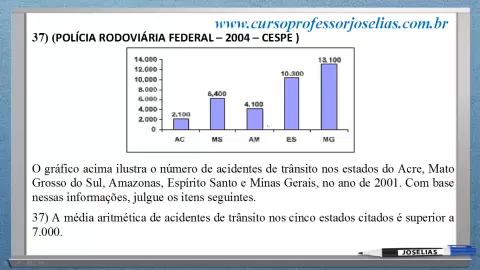 www.cursoprofessorjoselias.com.br
37) (POLÍCIA RODOVIÁRIA FEDERAL – 2004 – CESPE )
14.000
12.000
10.000
8.000
6.000
4.000
2.000
0
2.100
6,400
4.100
10.300
13,100
AC MS AM ES MG
O gráfico acima ilustra o número de acidentes de trânsito nos estados do Acre, Mato
Grosso do Sul, Amazonas, Espírito Santo e Minas Gerais, no ano de 2001. Com base
nessas informações, julgue os itens seguintes.
37) A média aritmética de acidentes de trânsito nos cinco estados citados é superior a
7.000.
JOSELIAS